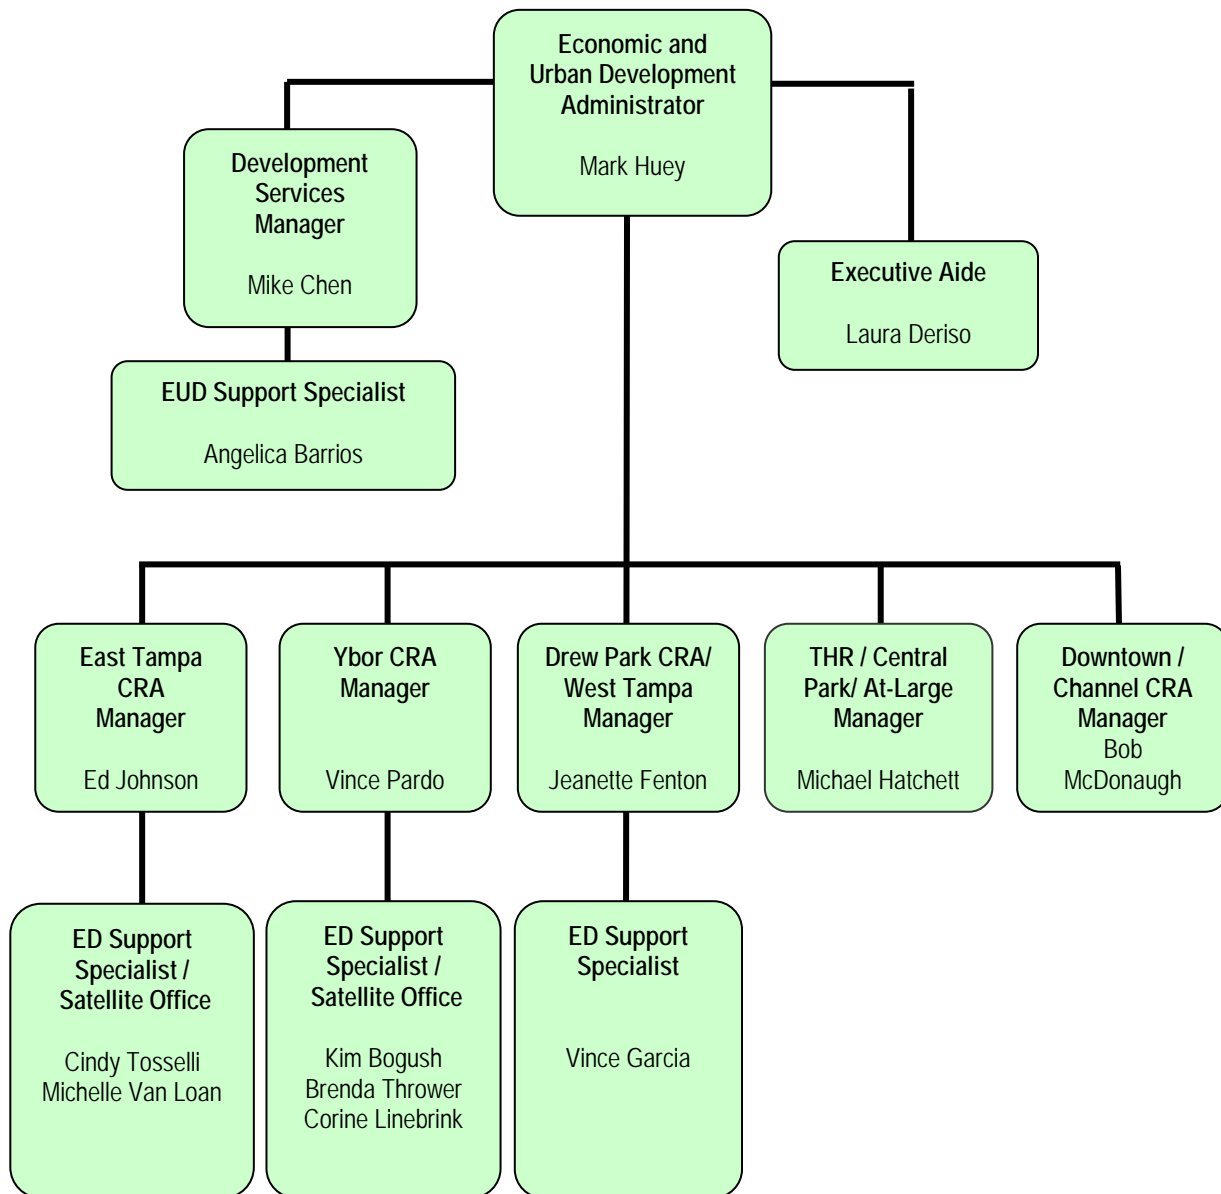 Economic and
Urban Development
Administrator
Mark Huey
Development
Services
Manager
Mike Chen
Executive Aide
Laura Deriso
EUD Support Specialist
Angelica Barrios
East Tampa
CRA
Manager
Ed Johnson
Ybor CRA
Manager
Vince Pardo
Drew Park CRA/
West Tampa
Manager
Jeanette Fenton
THR / Central
Park/ At-Large
Manager
Michael Hatchett
Downtown /
Channel CRA
Manager
Bob
McDonaugh
ED Support
Specialist /
Satellite Office
Cindy Tosselli
Michelle Van Loan
ED Support
Specialist /
Satellite Office
Kim Bogush
Brenda Thrower
Corine Linebrink
ED Support
Specialist
Vince Garcia